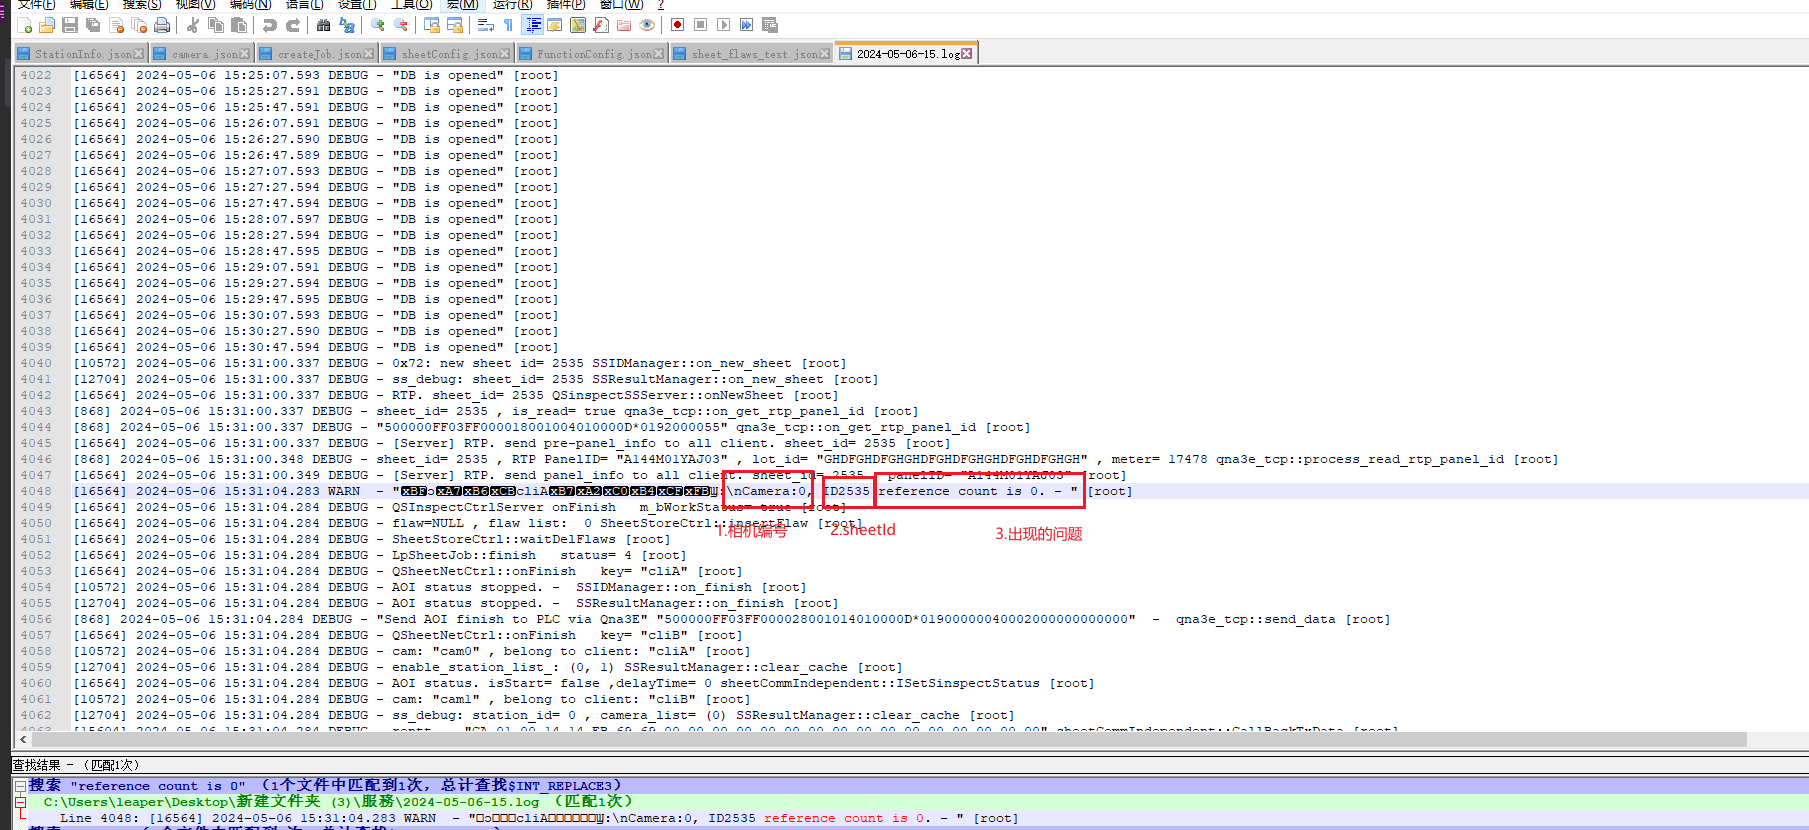 文件(F) 编辑(E) 搜索(S) 视图(V) 编码(N) 语言(L) 设置(T) 工具(O) 宏(M) 运行(R) 插件(P) 窗口(W) ?
StationInfo.json camera.json createJob.json sheetConfig.json FunctionConfig.json sheet_flaws_test.json 2024-05-06-15.log
4022 [16564] 2024-05-06 15:25:07.593 DEBUG - "DB is opened" [root]
4023 [16564] 2024-05-06 15:25:27.591 DEBUG - "DB is opened" [root]
4024 [16564] 2024-05-06 15:25:47.591 DEBUG - "DB is opened" [root]
4025 [16564] 2024-05-06 15:26:07.591 DEBUG - "DB is opened" [root]
4026 [16564] 2024-05-06 15:26:27.590 DEBUG - "DB is opened" [root]
4027 [16564] 2024-05-06 15:26:47.589 DEBUG - "DB is opened" [root]
4028 [16564] 2024-05-06 15:27:07.593 DEBUG - "DB is opened" [root]
4029 [16564] 2024-05-06 15:27:27.594 DEBUG - "DB is opened" [root]
4030 [16564] 2024-05-06 15:27:47.594 DEBUG - "DB is opened" [root]
4031 [16564] 2024-05-06 15:28:07.597 DEBUG - "DB is opened" [root]
4032 [16564] 2024-05-06 15:28:27.594 DEBUG - "DB is opened" [root]
4033 [16564] 2024-05-06 15:28:47.595 DEBUG - "DB is opened" [root]
4034 [16564] 2024-05-06 15:29:07.591 DEBUG - "DB is opened" [root]
4035 [16564] 2024-05-06 15:29:27.594 DEBUG - "DB is opened" [root]
4036 [16564] 2024-05-06 15:29:47.595 DEBUG - "DB is opened" [root]
4037 [16564] 2024-05-06 15:30:07.593 DEBUG - "DB is opened" [root]
4038 [16564] 2024-05-06 15:30:27.590 DEBUG - "DB is opened" [root]
4039 [16564] 2024-05-06 15:30:47.594 DEBUG - "DB is opened" [root]
4040 [10572] 2024-05-06 15:31:00.337 DEBUG - 0x72: new sheet id= 2535 SSIDManager::on_new_sheet [root]
4041 [12704] 2024-05-06 15:31:00.337 DEBUG - ss_debug: sheet_id= 2535 SSResultManager::on_new_sheet [root]
4042 [16564] 2024-05-06 15:31:00.337 DEBUG - RTP. sheet_id= 2535 QSinspectSSServer::onNewSheet [root]
4043 [868] 2024-05-06 15:31:00.337 DEBUG - sheet_id= 2535 , is_read= true qna3e_tcp::on_get_rtp_panel_id [root]
4044 [868] 2024-05-06 15:31:00.337 DEBUG - "500000FF03FF000018001004010000D*0192000055" qna3e_tcp::on_get_rtp_panel_id [root]
4045 [16564] 2024-05-06 15:31:00.337 DEBUG - [Server] RTP. send pre-panel_info to all client. sheet_id= 2535 [root]
4046 [868] 2024-05-06 15:31:00.348 DEBUG - sheet_id= 2535 , RTP PanelID= "A144M01YAJ03" , lot_id= "GHDFGHDFGHGHDFGHDFGHGHDFGHDFGHGH" , meter= 17478 qna3e_tcp::process_read_rtp_panel_id [root]
4047 [16564] 2024-05-06 15:31:00.349 DEBUG - [Server] RTP. send panel_info to all client. sheet_id= 2535 panelID= "A144M01YAJ03" [root]
4048 [16564] 2024-05-06 15:31:04.283 WARN - "xBFxA7xB6xCBcliAxB7xA2xC0xB4xCFxFB:\nCamera:0, ID2535 reference count is 0. - " [root]
4049 [16564] 2024-05-06 15:31:04.284 DEBUG - QSInspectCtrlServer onFinish m_bWorkStatus= true [root]
4050 [16564] 2024-05-06 15:31:04.284 DEBUG - flaw=NULL , flaw list: 0 SheetStoreCtrl::insertFlaw [root]
1.相机编号 2.sheetId 3.出现的问题
4051 [16564] 2024-05-06 15:31:04.284 DEBUG - SheetStoreCtrl::waitDelFlaws [root]
4052 [16564] 2024-05-06 15:31:04.284 DEBUG - LpSheetJob::finish status= 4 [root]
4053 [16564] 2024-05-06 15:31:04.284 DEBUG - QSheetNetCtrl::onFinish key= "cliA" [root]
4054 [10572] 2024-05-06 15:31:04.284 DEBUG - AOI status stopped. - SSIDManager::on_finish [root]
4055 [12704] 2024-05-06 15:31:04.284 DEBUG - AOI status stopped. - SSResultManager::on_finish [root]
4056 [868] 2024-05-06 15:31:04.284 DEBUG - "Send AOI finish to PLC via Qna3E" "500000FF03FF000028001014010000D*01900000040002000000000000" - qna3e_tcp::send_data [root]
4057 [16564] 2024-05-06 15:31:04.284 DEBUG - QSheetNetCtrl::onFinish key= "cliB" [root]
4058 [10572] 2024-05-06 15:31:04.284 DEBUG - cam: "cam0" , belong to client: "cliA" [root]
4059 [12704] 2024-05-06 15:31:04.284 DEBUG - enable_station_list_: (0, 1) SSResultManager::clear_cache [root]
4060 [16564] 2024-05-06 15:31:04.284 DEBUG - AOI status. isStart= false ,delayTime= 0 sheetCommIndependent::ISetSinspectStatus [root]
4061 [10572] 2024-05-06 15:31:04.284 DEBUG - cam: "cam1" , belong to client: "cliB" [root]
4062 [12704] 2024-05-06 15:31:04.284 DEBUG - ss_debug: station_id= 0 , camera_list= (0) SSResultManager::clear_cache [root]
查找结果 - （匹配1次）
搜索 "reference count is 0" （1个文件中匹配到1次，总计查找$INT_REPLACE3）
C:\Users\leaper\Desktop\新建文件夹 (3)\服務\2024-05-06-15.log （匹配1次）
Line 4048: [16564] 2024-05-06 15:31:04.283 WARN - "cliA:\nCamera:0, ID2535 reference count is 0. - " [root]